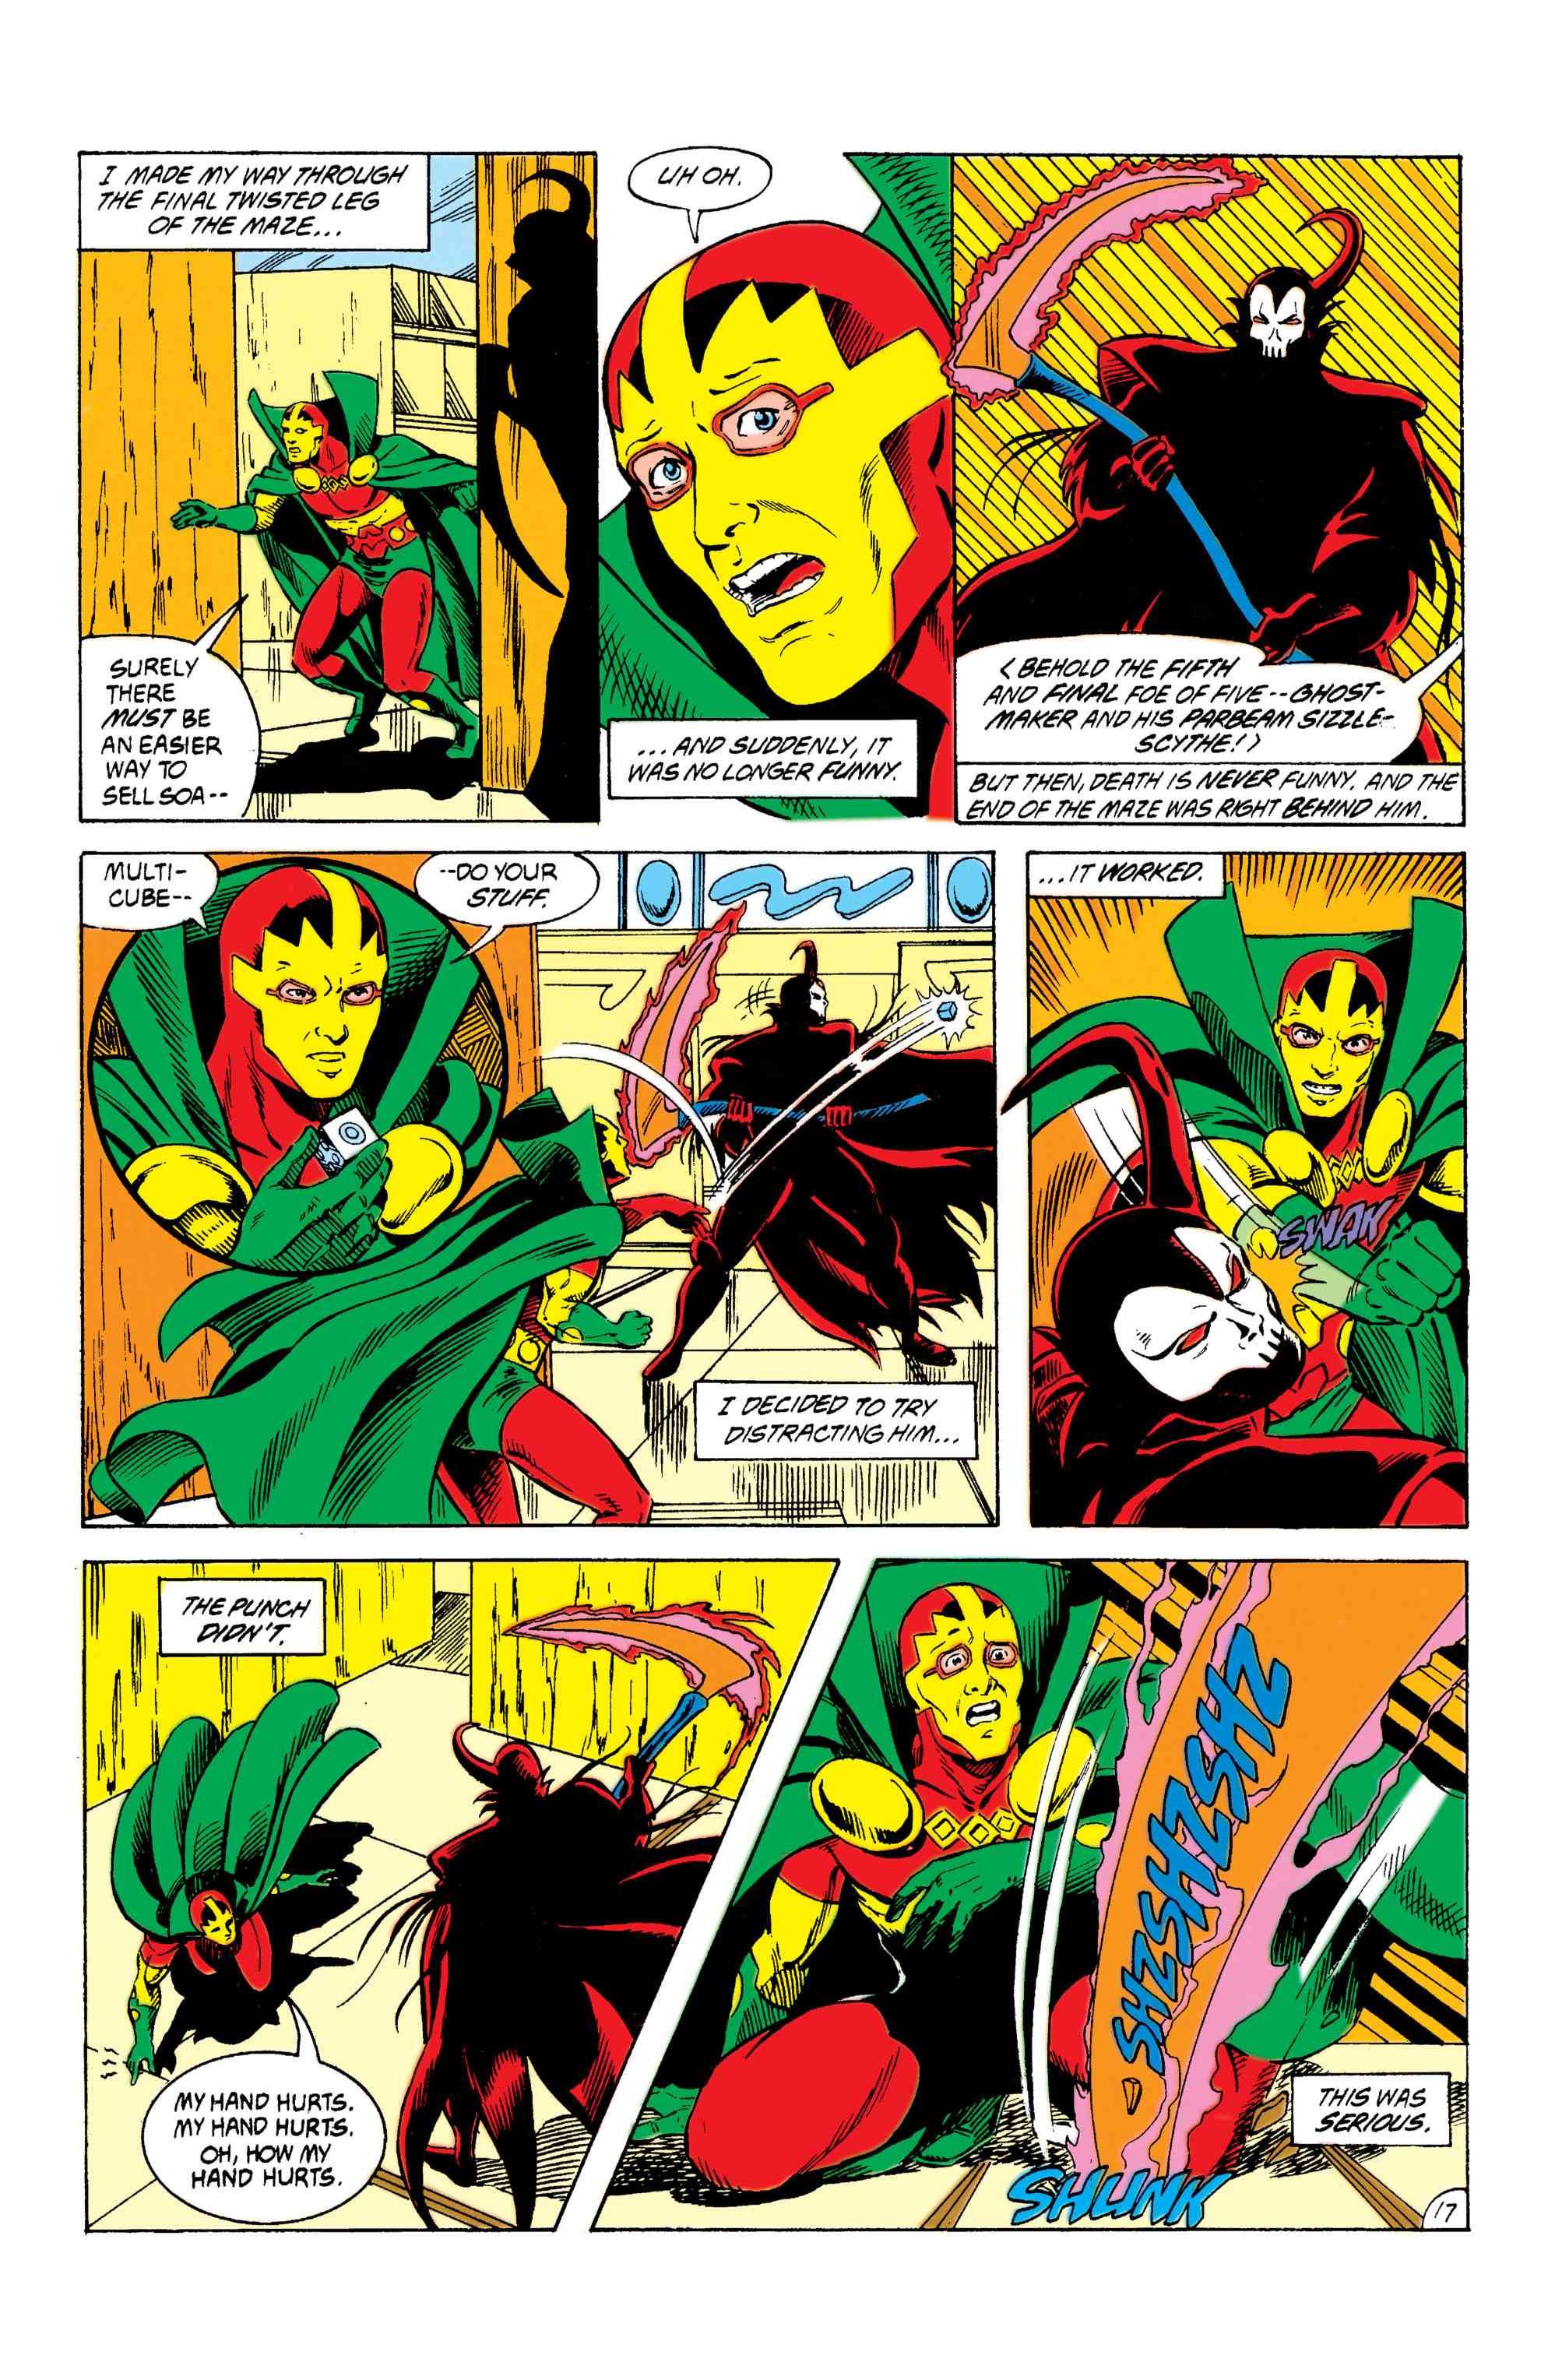 I MADE MY WAY THROUGH
THE FINAL TWISTED LEG
OF THE MAZE...
SURELY
THERE
MUST BE
AN EASIER
WAY TO
SELL SOA--
UH OH.
...AND SUDDENLY, IT
WAS NO LONGER FUNNY.
<BEHOLD THE FIFTH
AND FINAL FOE OF FIVE--GHOST-
MAKER AND HIS PARBEAM SIZZLE-
SCYTHE!>
BUT THEN, DEATH IS NEVER FUNNY. AND THE
END OF THE MAZE WAS RIGHT BEHIND HIM.
MULTI-
CUBE--
--DO YOUR
STUFF.
I DECIDED TO TRY
DISTRACTING HIM...
...IT WORKED.
SWAK
THE PUNCH
DIDN'T.
MY HAND HURTS.
MY HAND HURTS.
OH, HOW MY
HAND HURTS.
SHZSHZSHZSHZ
SHUNK
THIS WAS
SERIOUS.
17